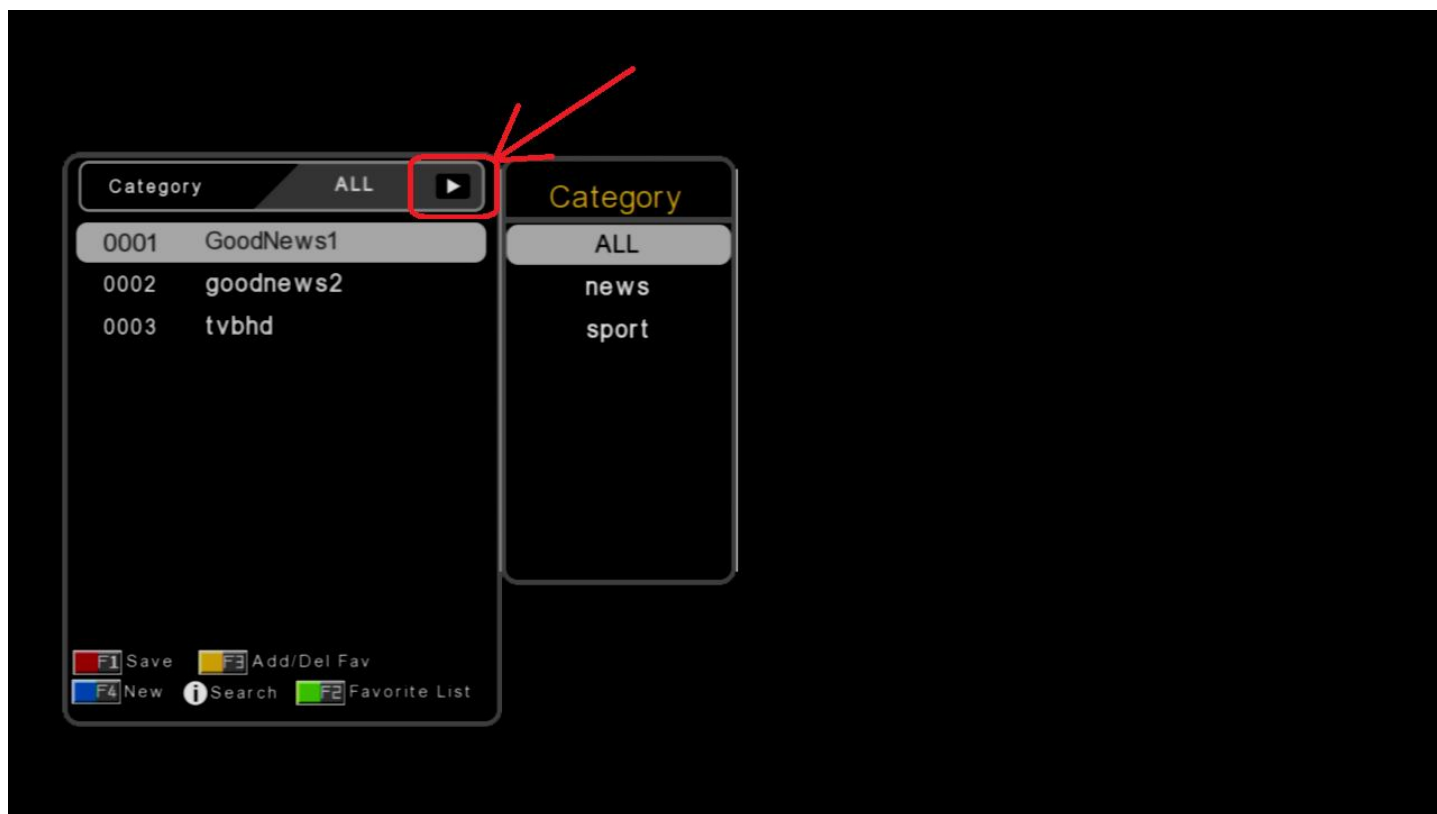 Category ALL
0001 GoodNews1
0002 goodnews2
0003 tvbhd
F1 Save F3 Add/Del Fav
F4 New i Search F2 Favorite List
Category
ALL
news
sport